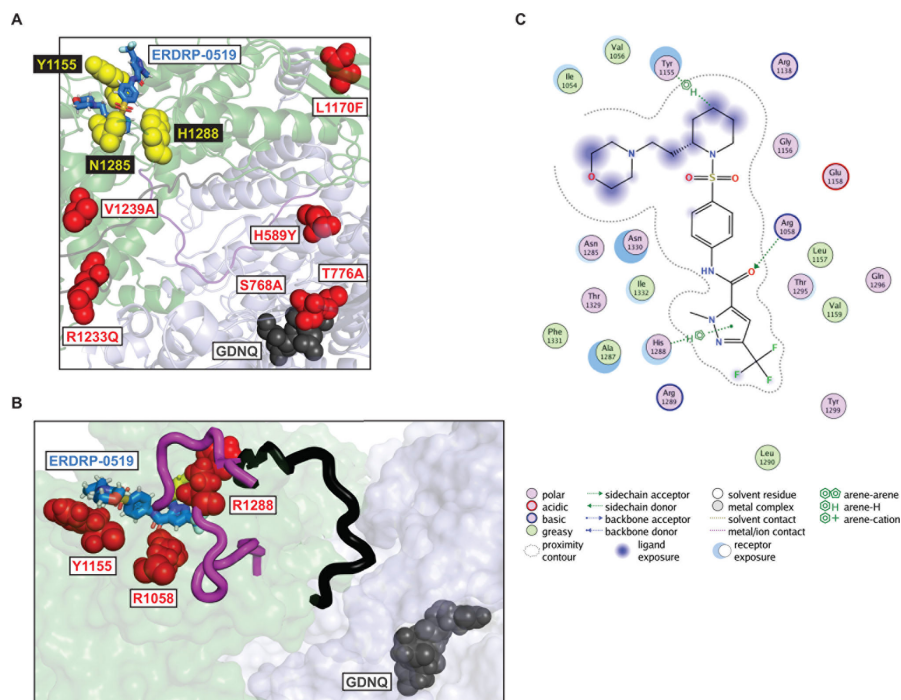 A
Y1155
ERDRP-0519
L1170F
H1288
N1285
V1239A
H589Y
T776A
S768A
R1233Q
GDNQ
B
ERDRP-0519
R1288
Y1155
R1058
GDNQ
C
Val
1056
Tyr
1155
Arg
1138
Ile
1054
H
N
N
Gly
1156
O
O
S
O
Glu
1158
Arg
1058
Asn
1285
Asn
1330
Leu
1157
NH
O
Thr
1295
Gln
1296
Ile
1332
Thr
1329
Val
1159
N
N
Phe
1331
H
His
1288
Ala
1287
F
F
F
Arg
1289
Tyr
1299
Leu
1290
polar
acidic
basic
greasy
proximity
contour
sidechain acceptor
sidechain donor
backbone acceptor
backbone donor
ligand
exposure
solvent residue
metal complex
solvent contact
metal/ion contact
receptor
exposure
arene-arene
H arene-H
+ arene-cation